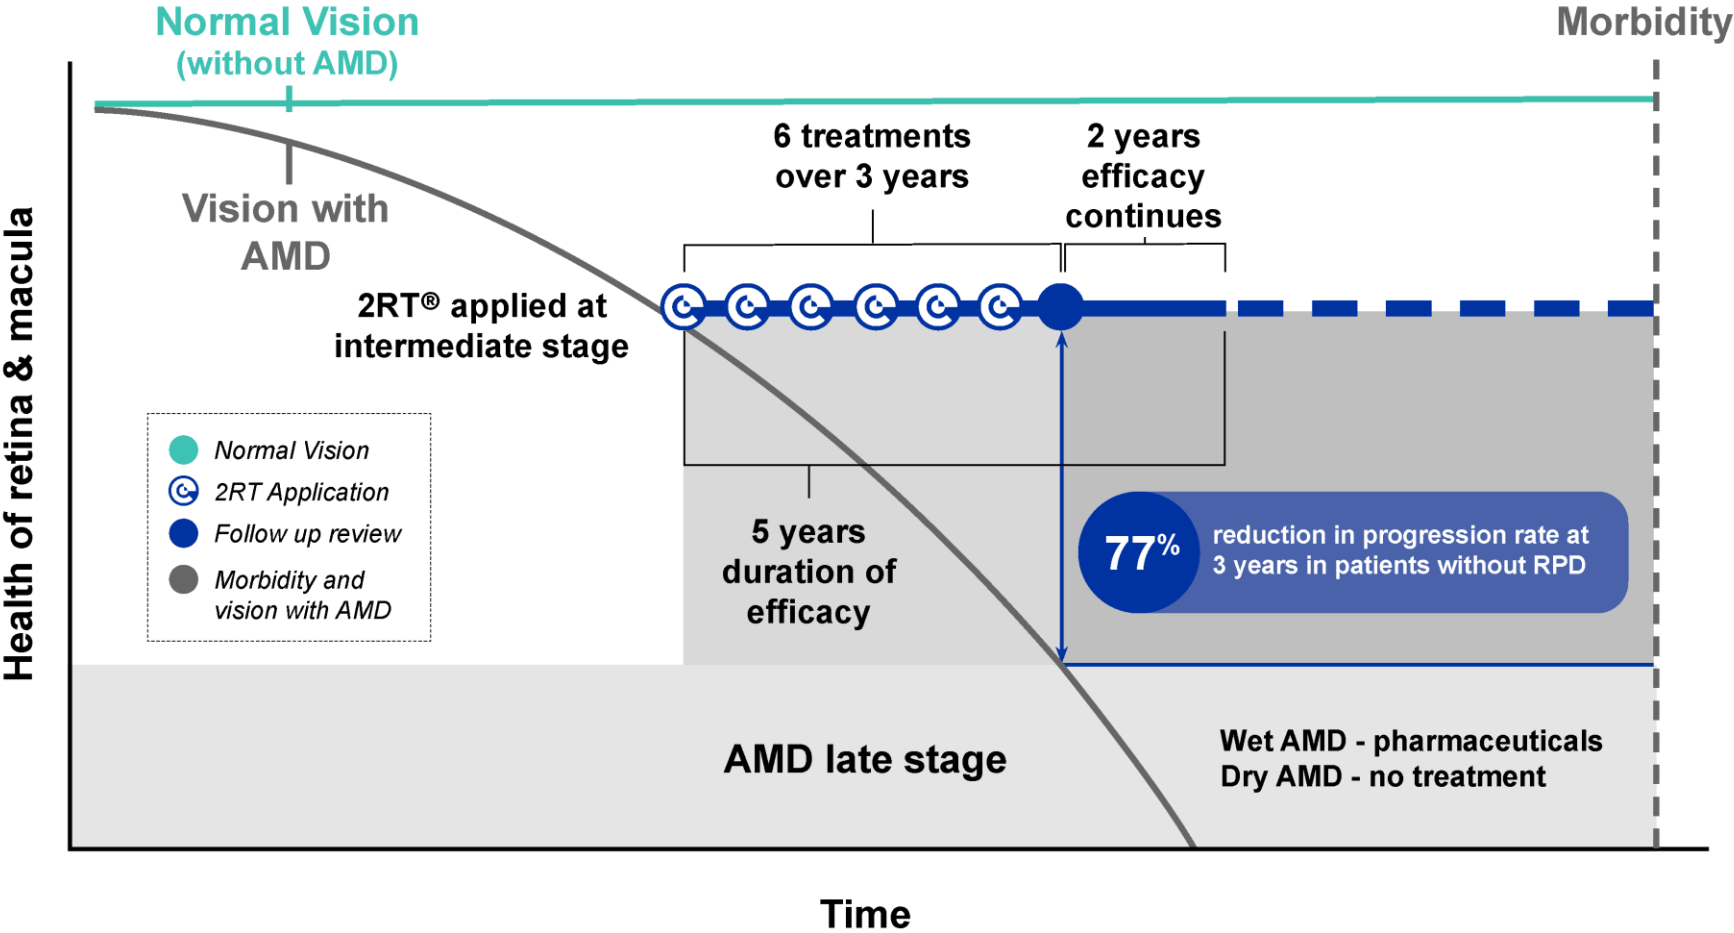 Normal Vision
(without AMD)
Morbidity
6 treatments
over 3 years
2 years
efficacy
continues
Vision with
AMD
2RT® applied at
intermediate stage
Health of retina & macula
Normal Vision
2RT Application
Follow up review
Morbidity and
vision with AMD
5 years
duration of
efficacy
77%
reduction in progression rate at
3 years in patients without RPD
AMD late stage
Wet AMD - pharmaceuticals
Dry AMD - no treatment
Time